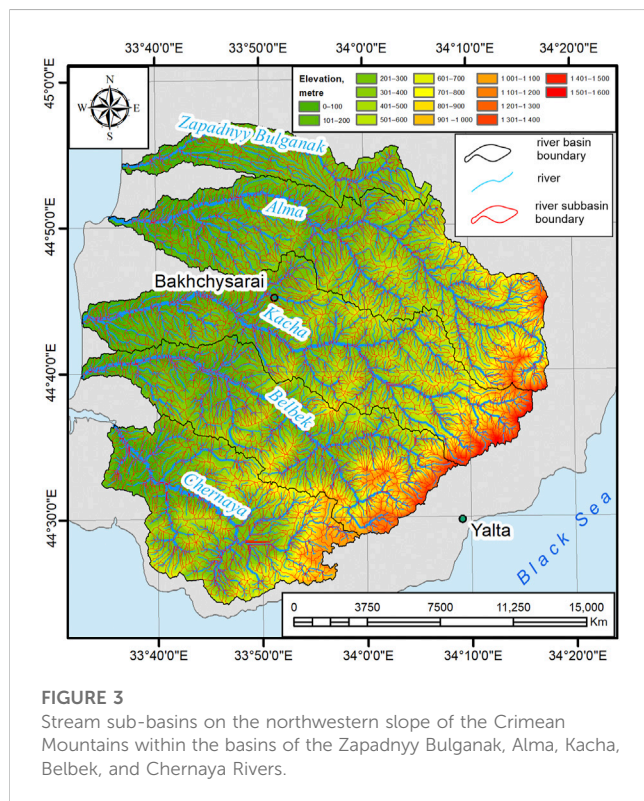 33°40'0"E 33°50'0"E 34°0'0"E 34°10'0"E 34°20'0"E
45°0'0"N
44°50'0"N
44°40'0"N
44°30'0"N
N
W E
S
Elevation,
metre
0–100
101–200
201–300
301–400
401–500
501–600
601–700
701–800
801–900
901 –1 000
1 001–1 100
1 101–1 200
1 201–1 300
1 301–1 400
1 401–1 500
1 501–1 600
river basin
boundary
river
river subbasin
boundary
Zapadnyy Bulganak
Alma
Bakhchysarai
Kacha
Belbek
Chernaya
Yalta
Black Sea
0 3750 7500 11,250 15,000
Km
33°40'0"E 33°50'0"E 34°0'0"E 34°10'0"E 34°20'0"E
FIGURE 3
Stream sub-basins on the northwestern slope of the Crimean
Mountains within the basins of the Zapadnyy Bulganak, Alma, Kacha,
Belbek, and Chernaya Rivers.